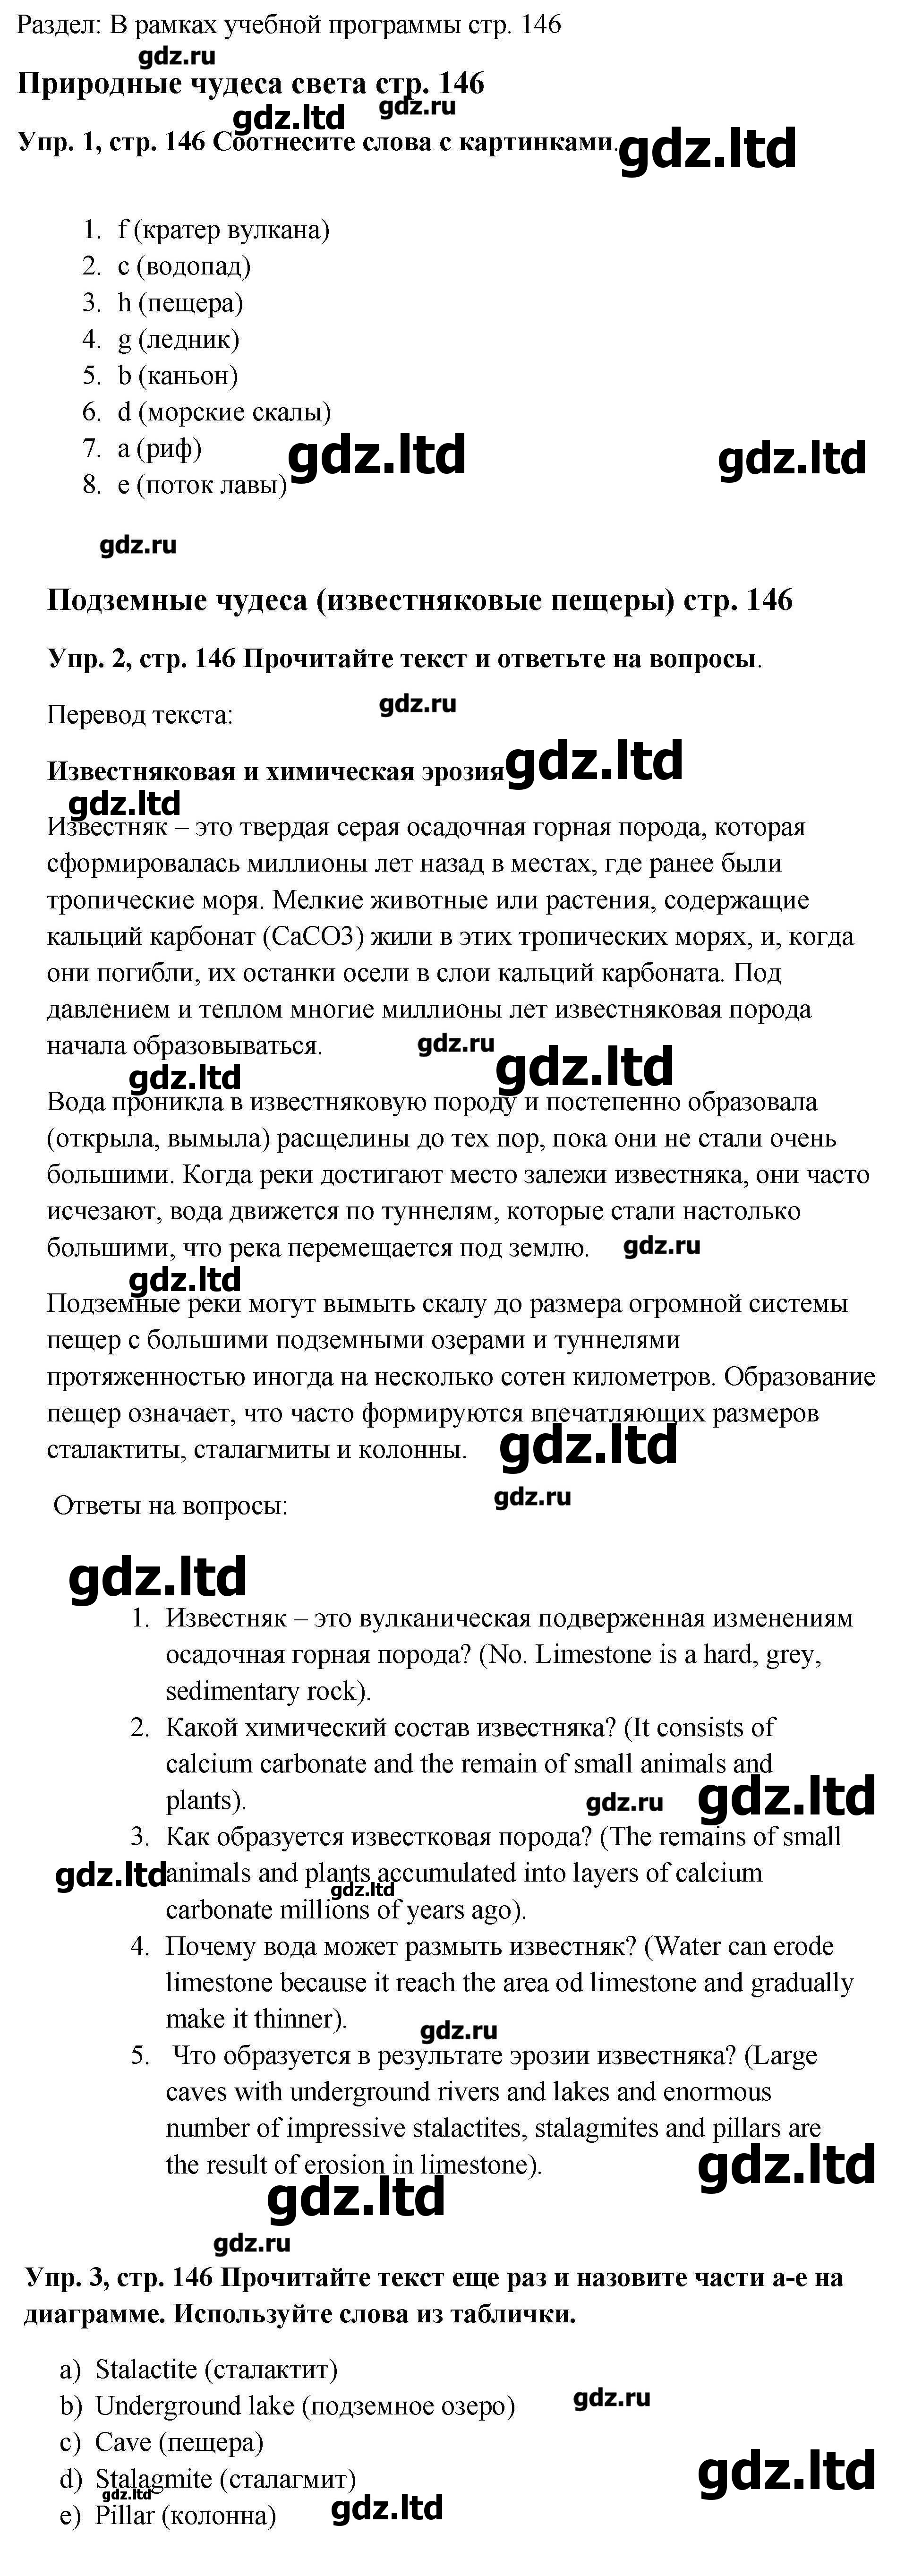 Раздел: В рамках учебной программы стр. 146
gdz.ru
Природные чудеса света стр. 146
gdz.ltd gdz.ru
Упр. 1, стр. 146 Соотнесите слова с картинками.
gdz.ltd
1. f (кратер вулкана)
2. c (водопад)
3. h (пещера)
4. g (ледник)
5. b (каньон)
6. d (морские скалы)
7. a (риф)
gdz.ltd gdz.ltd
8. e (поток лавы)
gdz.ru
Подземные чудеса (известняковые пещеры) стр. 146
Упр. 2, стр. 146 Прочитайте текст и ответьте на вопросы.
gdz.ru
Перевод текста:
Известняковая и химическая эрозия
gdz.ltd
gdz.ltd
Известняк – это твердая серая осадочная горная порода, которая
сформировалась миллионы лет назад в местах, где ранее были
тропические моря. Мелкие животные или растения, содержащие
кальций карбонат (CaCO3) жили в этих тропических морях, и, когда
они погибли, их останки осели в слои кальций карбоната. Под
давлением и теплом многие миллионы лет известняковая порода
начала образовываться.
gdz.ru
gdz.ltd
gdz.ltd
Вода проникла в известняковую породу и постепенно образовала
(открыла, вымыла) расщелины до тех пор, пока они не стали очень
большими. Когда реки достигают место залежи известняка, они часто
исчезают, вода движется по туннелям, которые стали настолько
большими, что река перемещается под землю.
gdz.ru
gdz.ltd
Подземные реки могут вымыть скалу до размера огромной системы
пещер с большими подземными озерами и туннелями
протяженностью иногда на несколько сотен километров. Образование
пещер означает, что часто формируются впечатляющих размеров
сталактиты, сталагмиты и колонны.
gdz.ltd
gdz.ru
Ответы на вопросы:
gdz.ltd
1. Известняк – это вулканическая подверженная изменениям
осадочная горная порода? (No. Limestone is a hard, grey,
sedimentary rock).
2. Какой химический состав известняка? (It consists of
calcium carbonate and the remain of small animals and
plants).
gdz.ru gdz.ltd
3. Как образуется известковая порода? (The remains of small
gdz.ltd
animals and plants accumulated into layers of calcium
gdz.ltd
carbonate millions of years ago).
4. Почему вода может размыть известняк? (Water can erode
limestone because it reach the area od limestone and gradually
make it thinner).
gdz.ru
5. Что образуется в результате эрозии известняка? (Large
caves with underground rivers and lakes and enormous
number of impressive stalactites, stalagmites and pillars are
the result of erosion in limestone).
gdz.ltd
gdz.ltd
gdz.ru
Упр. 3, стр. 146 Прочитайте текст еще раз и назовите части a-e на
диаграмме. Используйте слова из таблички.
a) Stalactite (сталактит)
gdz.ru
b) Underground lake (подземное озеро)
c) Cave (пещера)
gdz.ltd
d) Stalagmite (сталагмит)
gdz.ltd
e) Pillar (колонна)
gdz.ltd